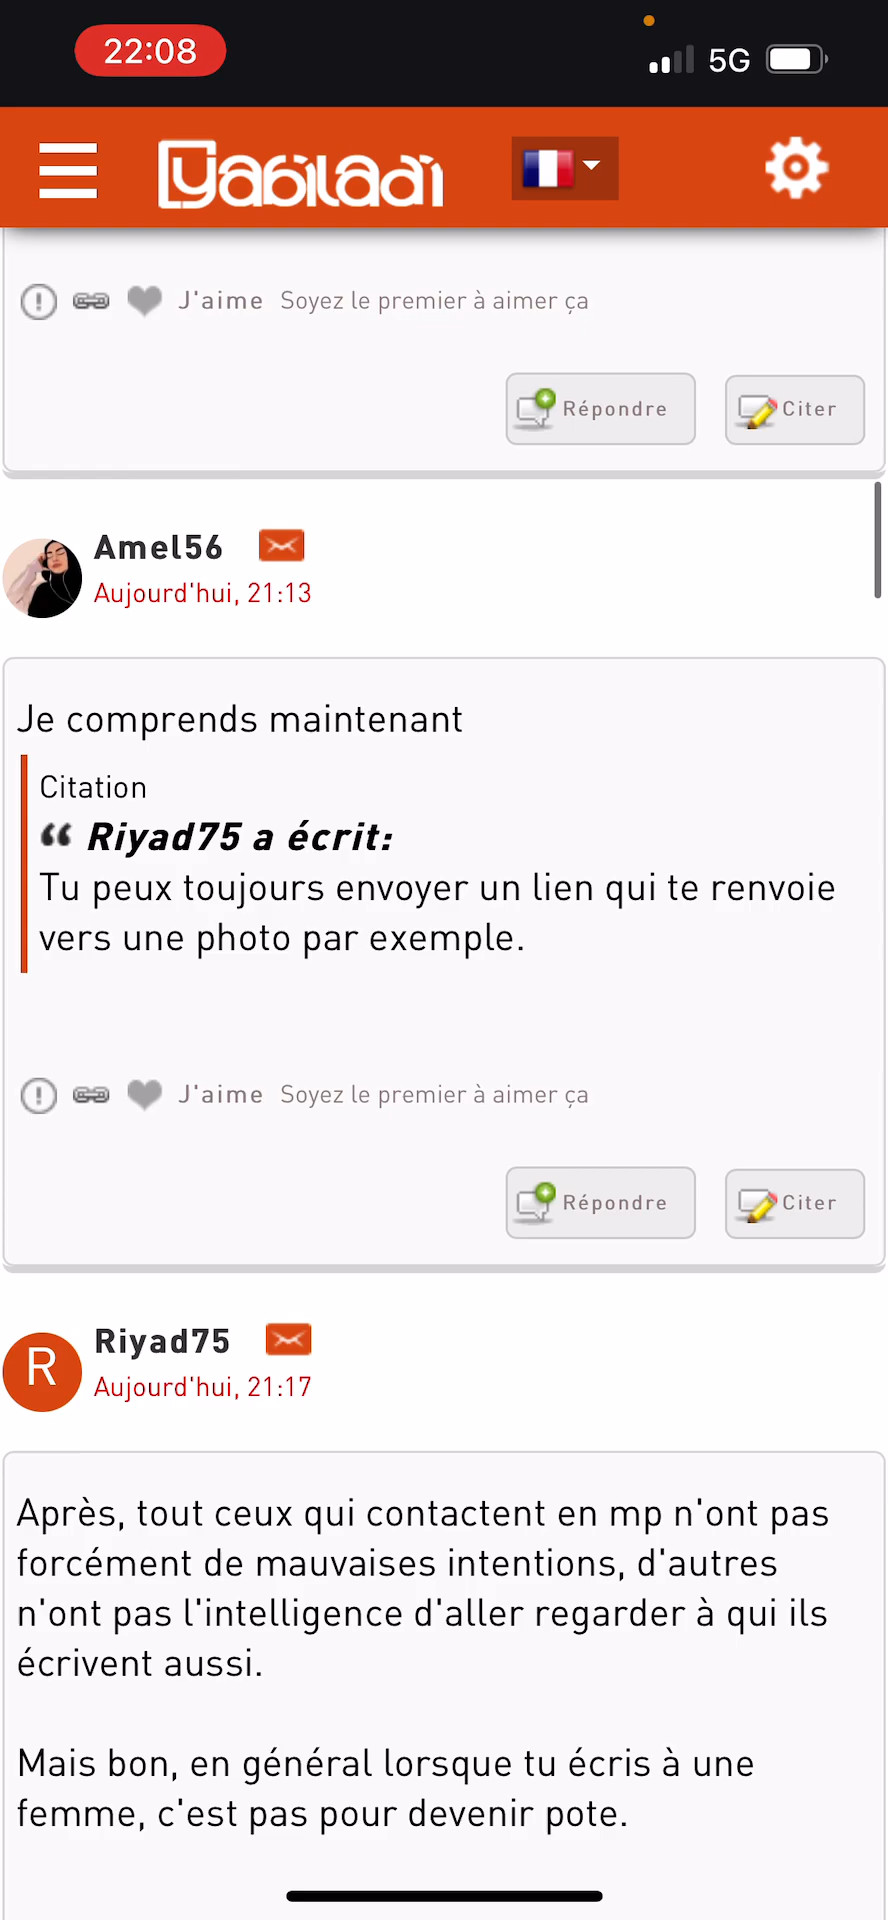 22:08
5G
Yabiladi
J'aime Soyez le premier à aimer ça
Répondre
Citer
Amel56
Aujourd'hui, 21:13
Je comprends maintenant
Citation
“ Riyad75 a écrit:
Tu peux toujours envoyer un lien qui te renvoie
vers une photo par exemple.
J'aime Soyez le premier à aimer ça
Répondre
Citer
R
Riyad75
Aujourd'hui, 21:17
Après, tout ceux qui contactent en mp n'ont pas
forcément de mauvaises intentions, d'autres
n'ont pas l'intelligence d'aller regarder à qui ils
écrivent aussi.
Mais bon, en général lorsque tu écris à une
femme, c'est pas pour devenir pote.